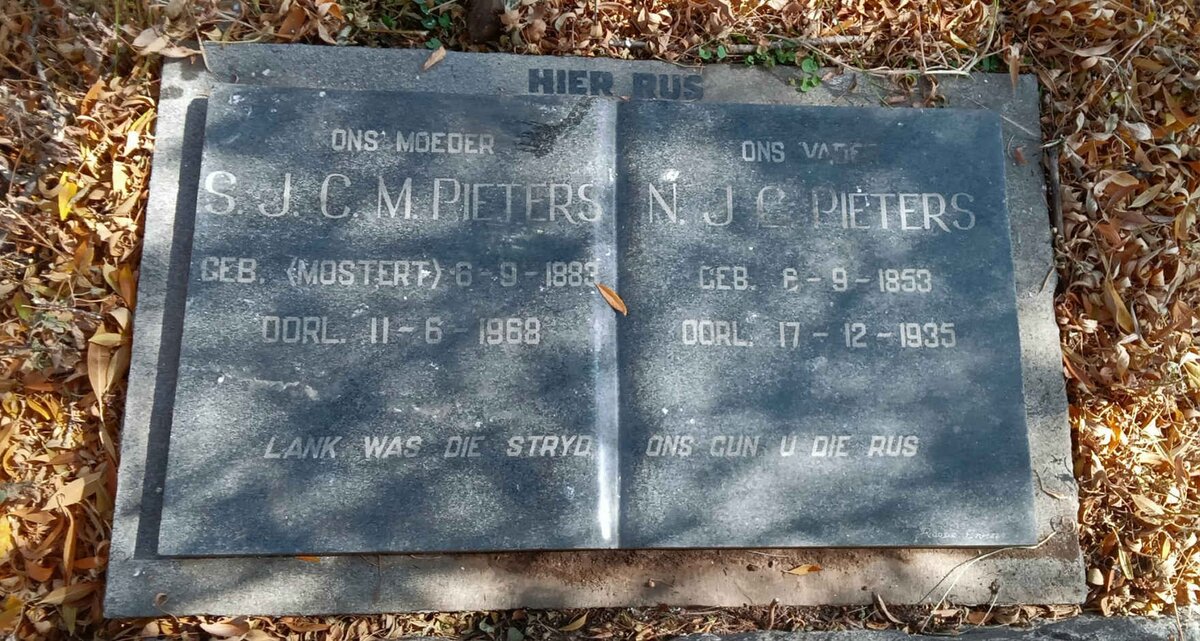 HIER RUS
ONS MOEDER
S. J. C. M. PIETERS
GEB. (MOSTERT) 6-9-1883
OORL. 11-6-1968
LANK WAS DIE STRYD
ONS VADER
N. J. C. PIETERS
GEB. 6-9-1853
OORL. 17-12-1935
ONS GUN U DIE RUS